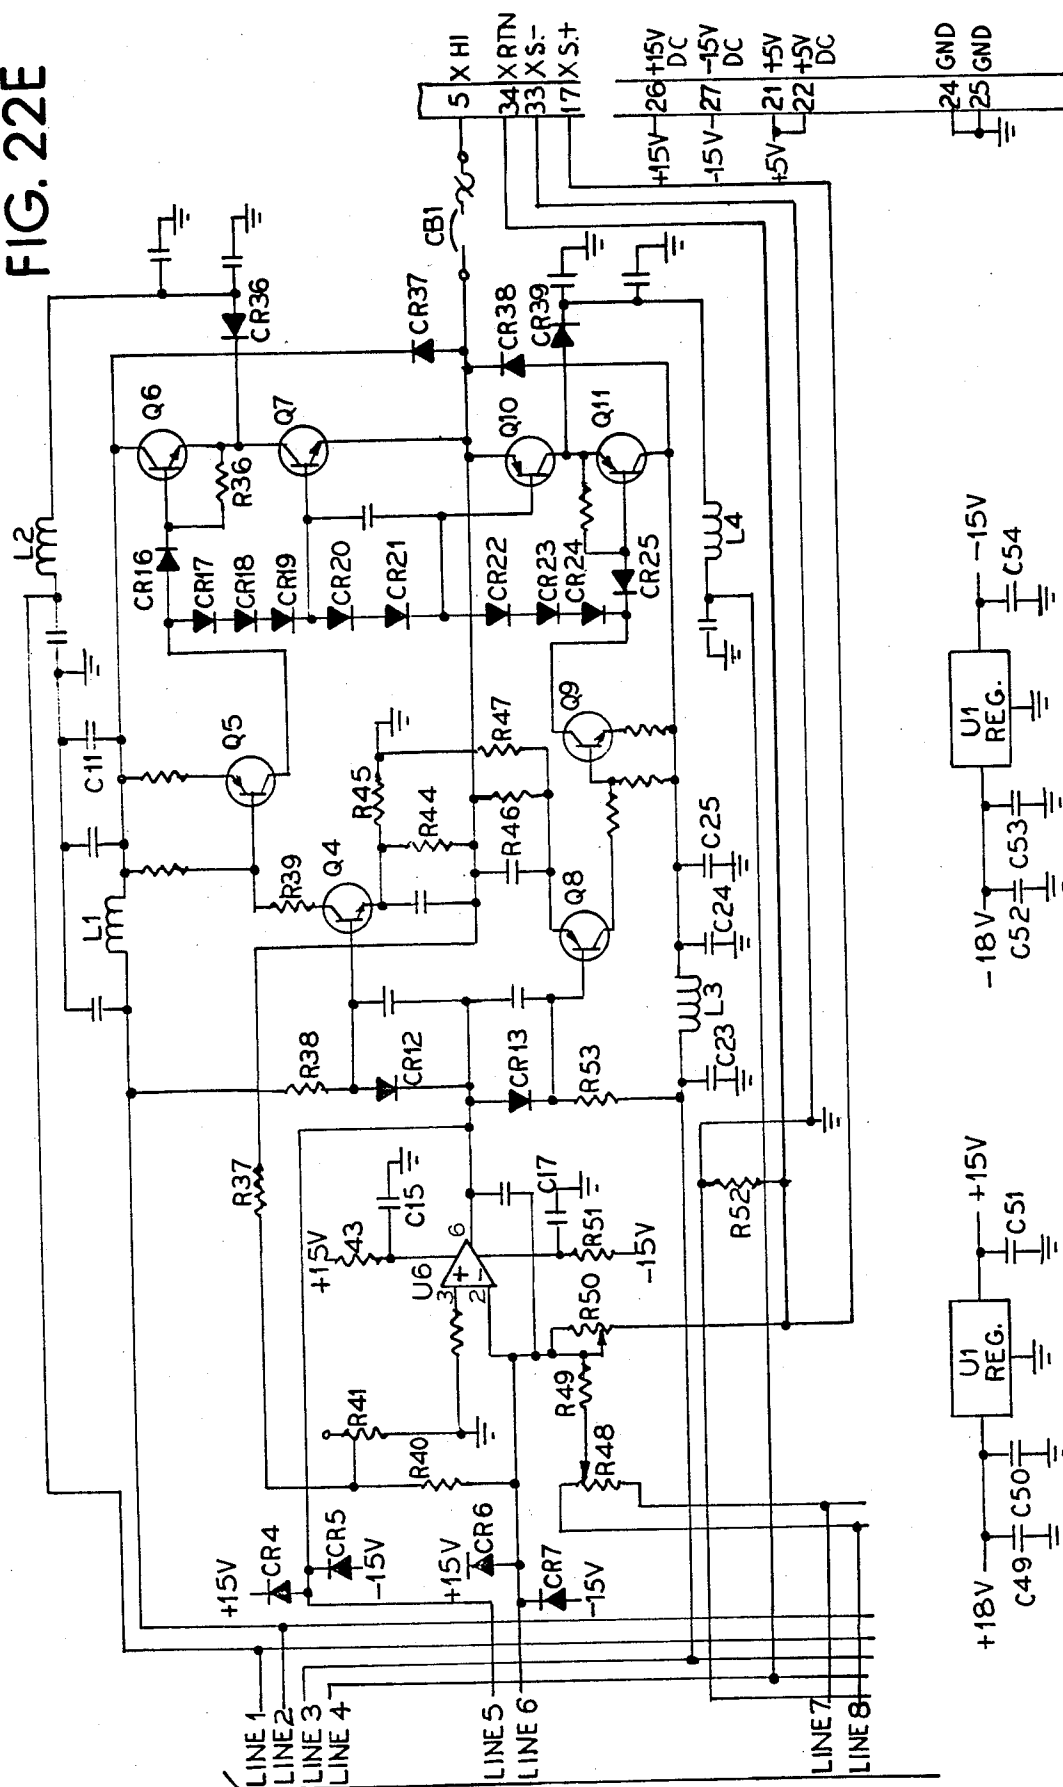 FIG. 22E
5 X HI
34 X RTN
33 X S.-
17 X S.+
+15V 26 +15V DC
-15V 27 -15V DC
+5V 21 +5V
22 +5V DC
24 GND
25 GND
CB1
L2
CR36
CR37
CR38
CR39
Q6
Q7
Q10
Q11
R36
CR16
CR17
CR18
CR19
CR20
CR21
CR22
CR23
CR24
CR25
L4
C11
Q5
Q9
R47
R45
R44
R46
L1
R39
Q4
Q8
C25
C24
L3
C23
R38
CR12
CR13
R53
R37
+15V
43
C15
U6
3
+
2
-
6
C17
R51
-15V
R50
R52
R49
R48
R41
R40
+15V
CR4
CR5
-15V
+15V
CR6
CR7
-15V
LINE 1
LINE 2
LINE 3
LINE 4
LINE 5
LINE 6
LINE 7
LINE 8
+18V
C49
C50
U1
REG.
+15V
C51
-18V
C52
C53
U1
REG.
-15V
C54